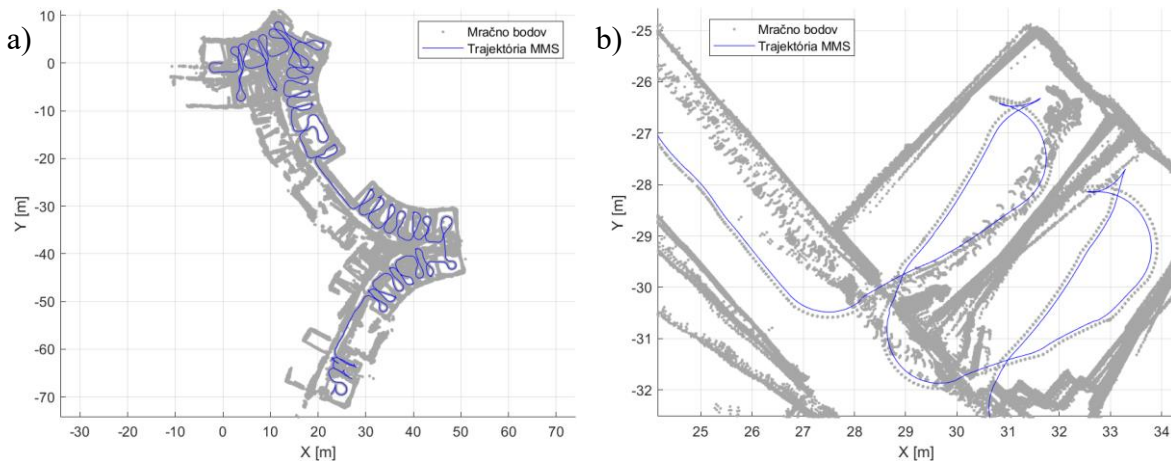 a)
Mračno bodov
Trajektória MMS
Y [m]
10
0
-10
-20
-30
-40
-50
-60
-70
-30 -20 -10 0 10 20 30 40 50 60 70
X [m]
b)
Mračno bodov
Trajektória MMS
Y [m]
-25
-26
-27
-28
-29
-30
-31
-32
25 26 27 28 29 30 31 32 33 34
X [m]